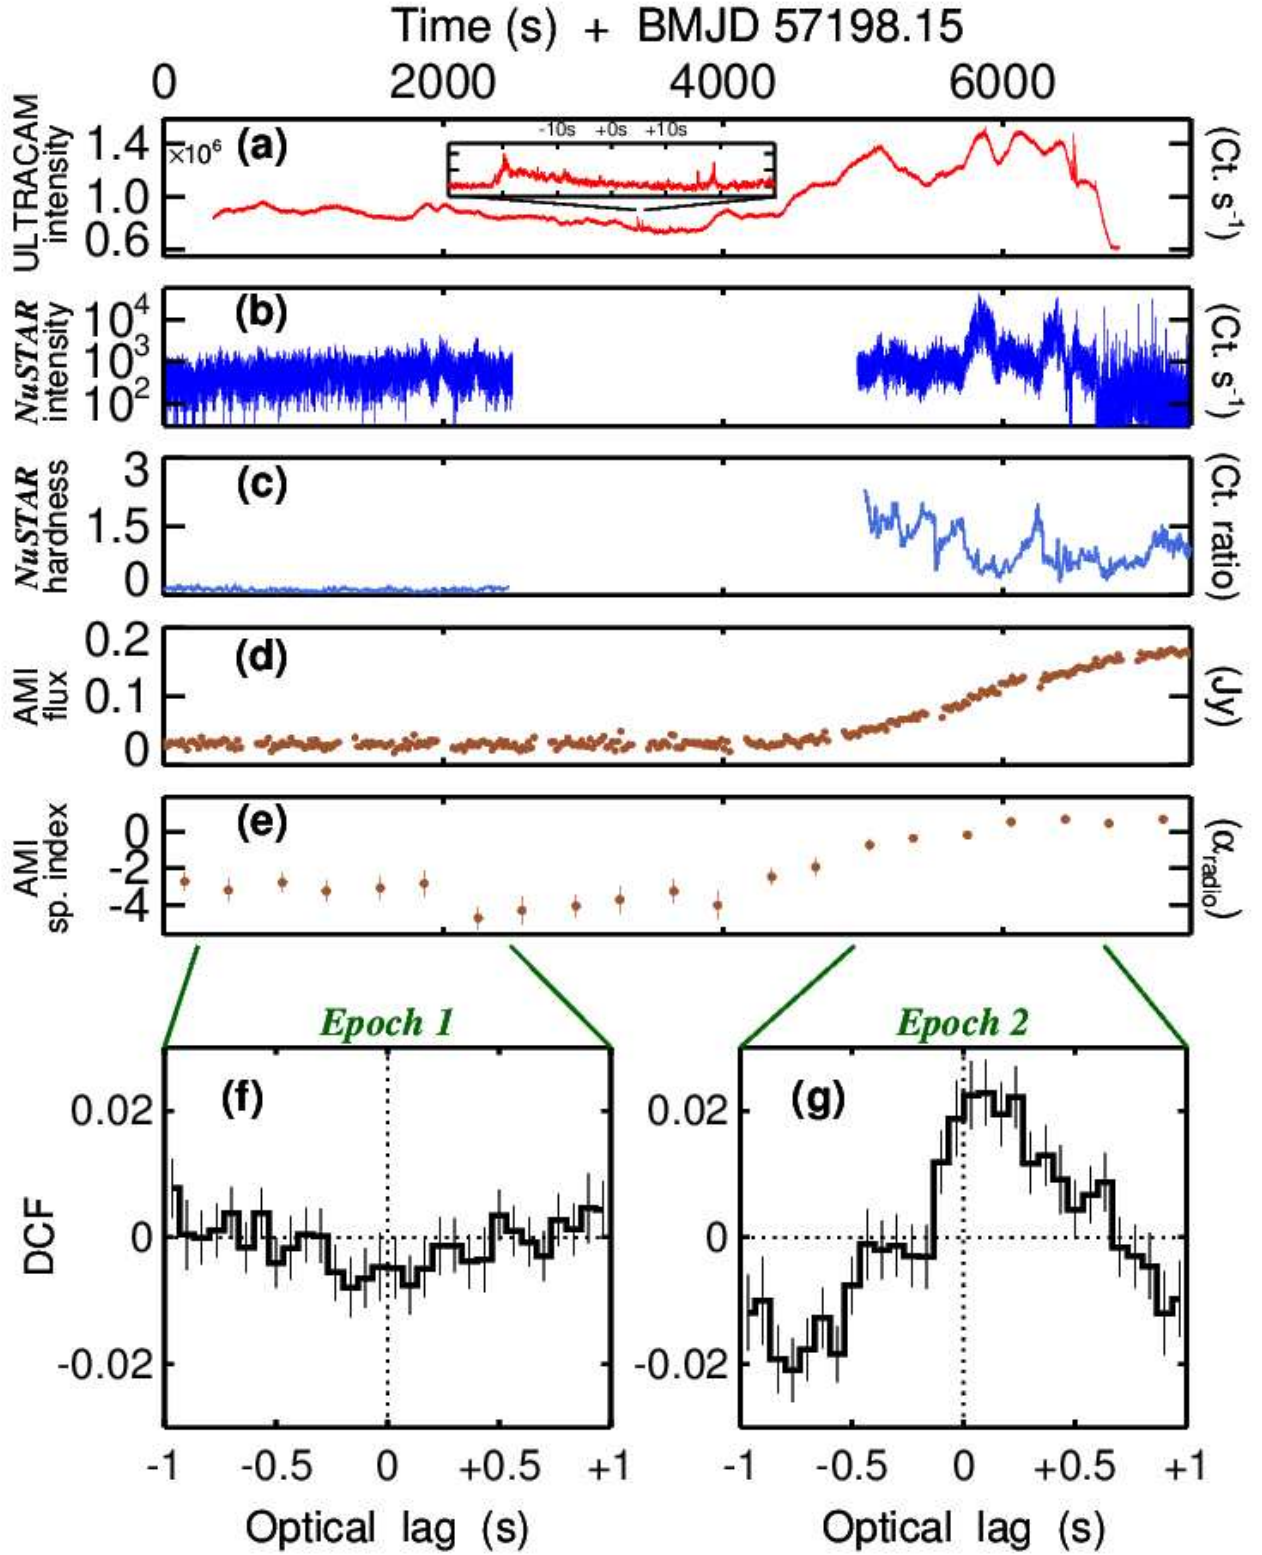 Time (s) + BMJD 57198.15
0 2000 4000 6000
ULTRACAM
intensity
1.4
1.0
0.6
×10⁶
(a)
-10s +0s +10s
(Ct. s⁻¹)
NuSTAR
intensity
10⁴
10³
10²
(b)
(Ct. s⁻¹)
NuSTAR
hardness
3
1.5
0
(c)
(Ct. ratio)
AMI
flux
0.2
0.1
0
(d)
(Jy)
AMI
sp. index
0
-2
-4
(e)
(α_radio)
Epoch 1
Epoch 2
DCF
0.02
0
-0.02
(f)
0.02
0
-0.02
(g)
-1 -0.5 0 +0.5 +1
-1 -0.5 0 +0.5 +1
Optical lag (s)
Optical lag (s)